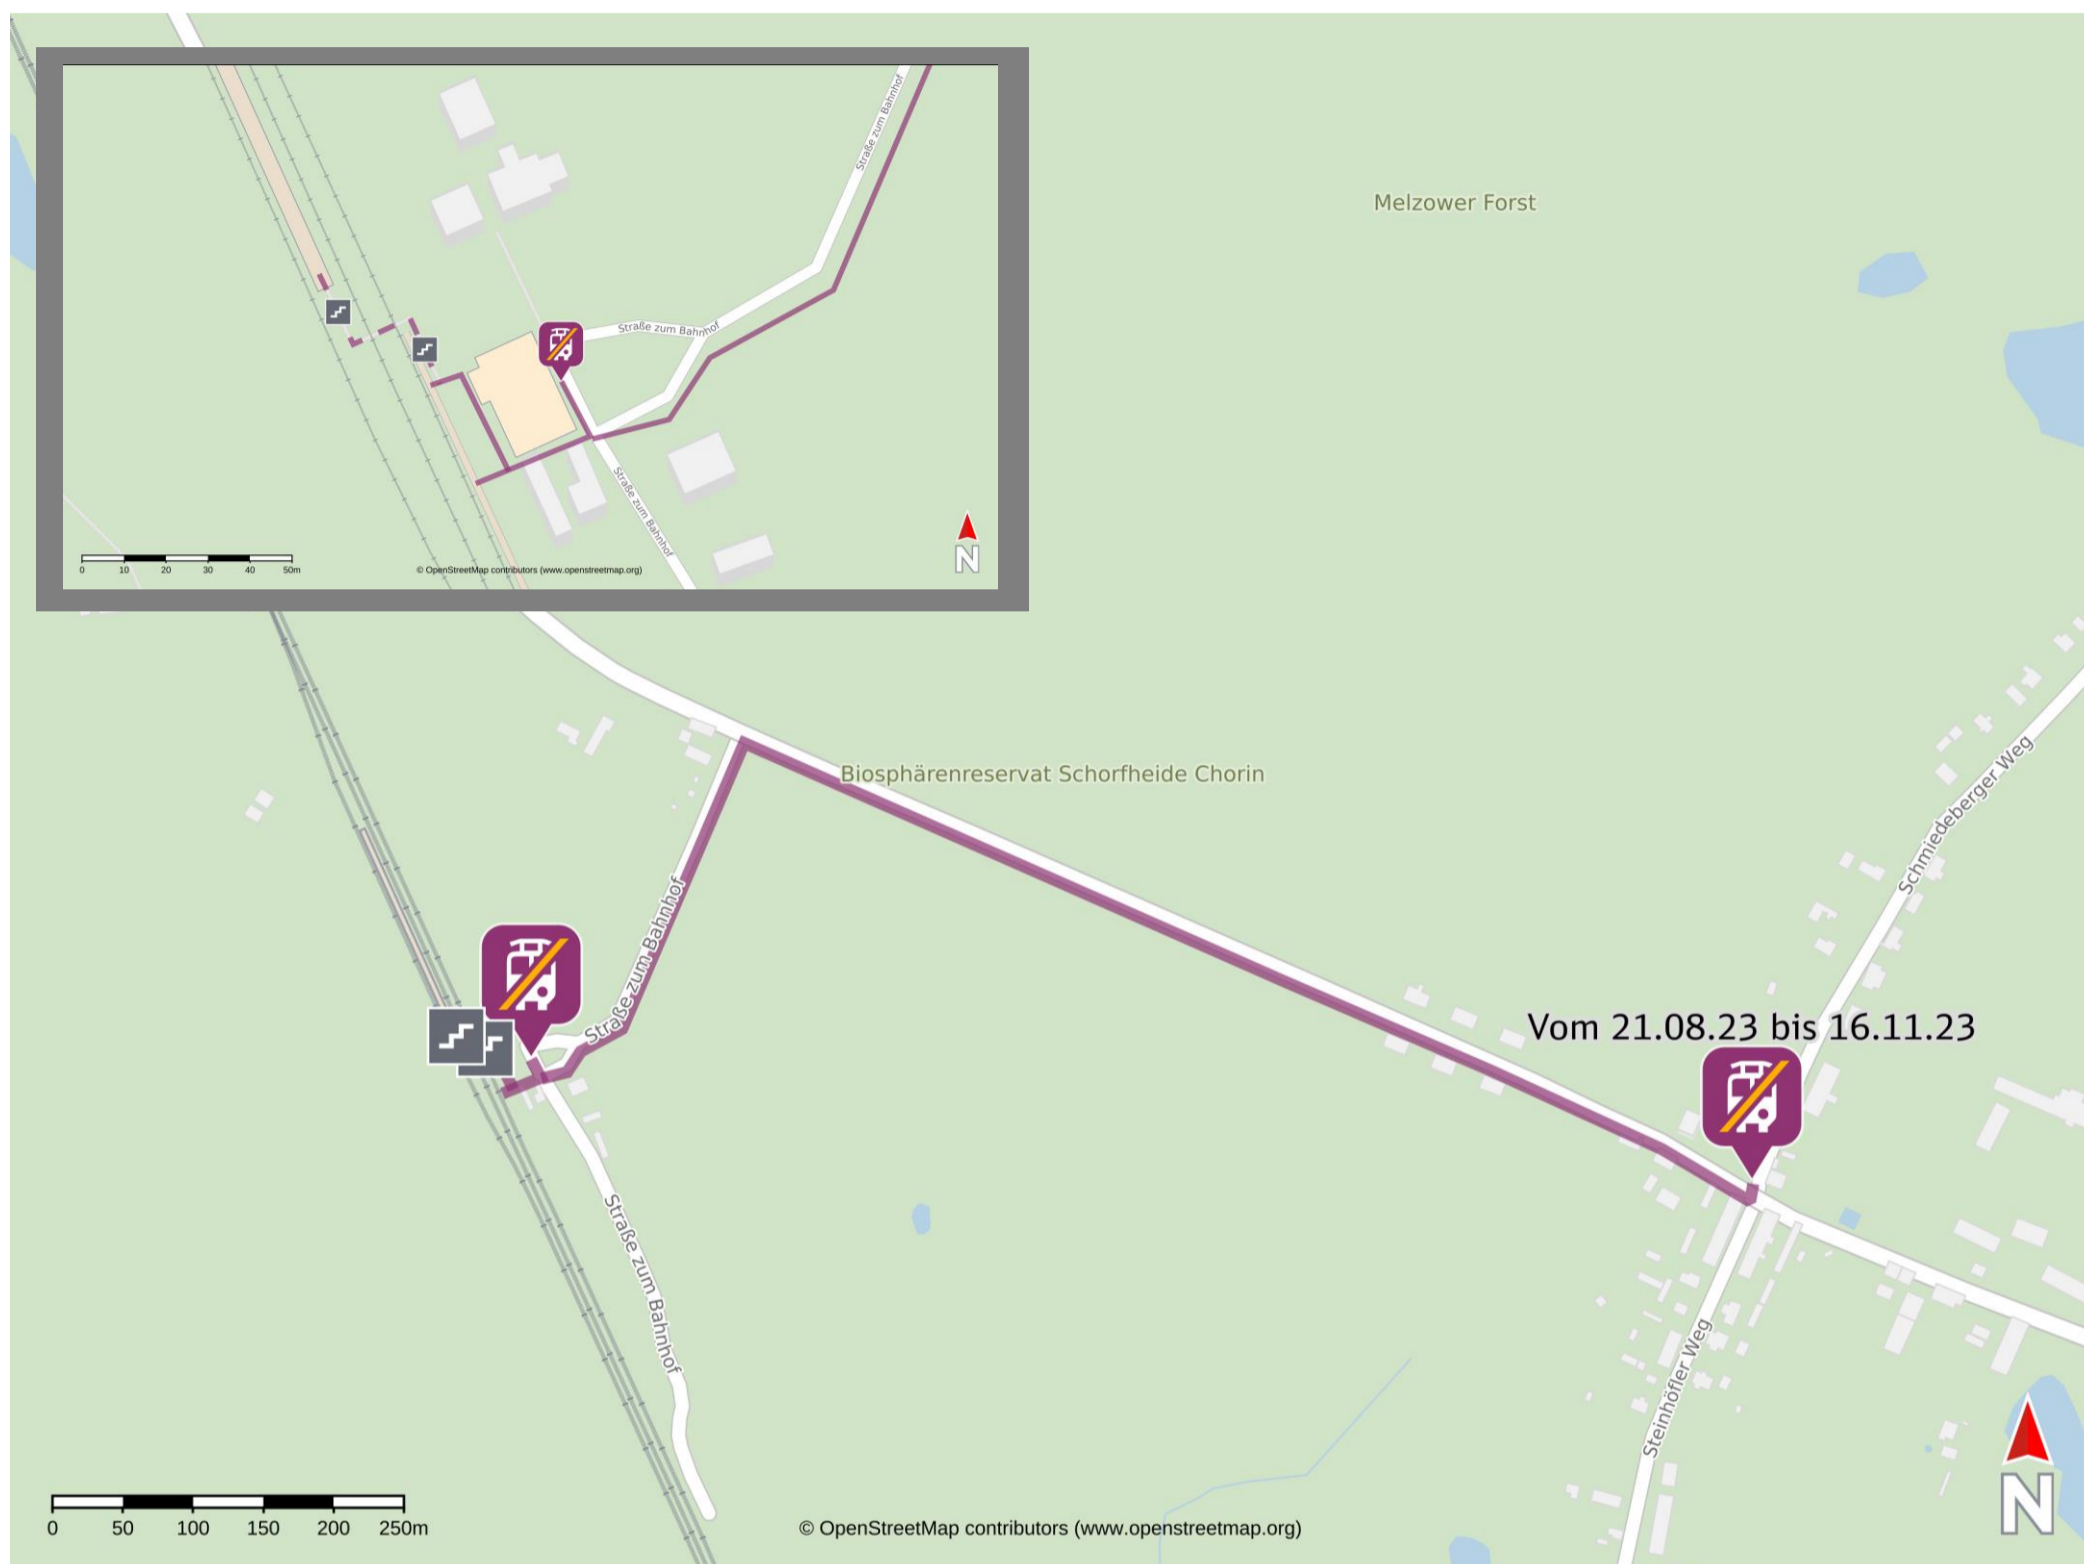 Straße zum Bahnhof
Straße zum Bahnhof
Straße zum Bahnhof
0 10 20 30 40 50m
© OpenStreetMap contributors (www.openstreetmap.org)
N
Melzower Forst
Biosphärenreservat Schorfheide Chorin
Schmiedeberger Weg
Straße zum Bahnhof
Vom 21.08.23 bis 16.11.23
Straße zum Bahnhof
Steinhöfler Weg
0 50 100 150 200 250m
© OpenStreetMap contributors (www.openstreetmap.org)
N